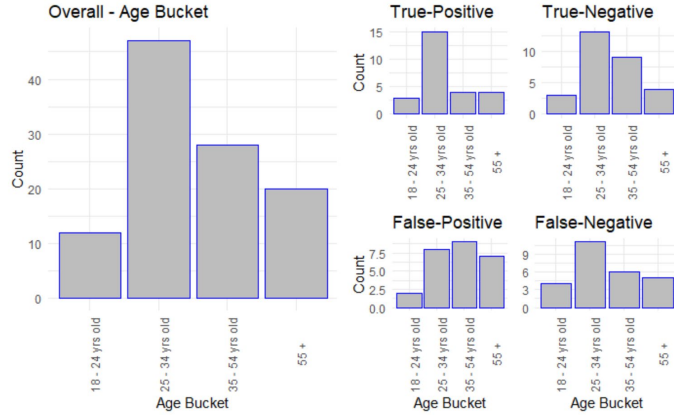 Overall - Age Bucket
Count
40
30
20
10
0
18 - 24 yrs old
25 - 34 yrs old
35 - 54 yrs old
55 +
Age Bucket
True-Positive
Count
15
10
5
0
18 - 24 yrs old
25 - 34 yrs old
35 - 54 yrs old
55 +
True-Negative
10
5
0
18 - 24 yrs old
25 - 34 yrs old
35 - 54 yrs old
55 +
False-Positive
Count
7.5
5.0
2.5
0.0
18 - 24 yrs old
25 - 34 yrs old
35 - 54 yrs old
55 +
Age Bucket
False-Negative
9
6
3
0
18 - 24 yrs old
25 - 34 yrs old
35 - 54 yrs old
55 +
Age Bucket